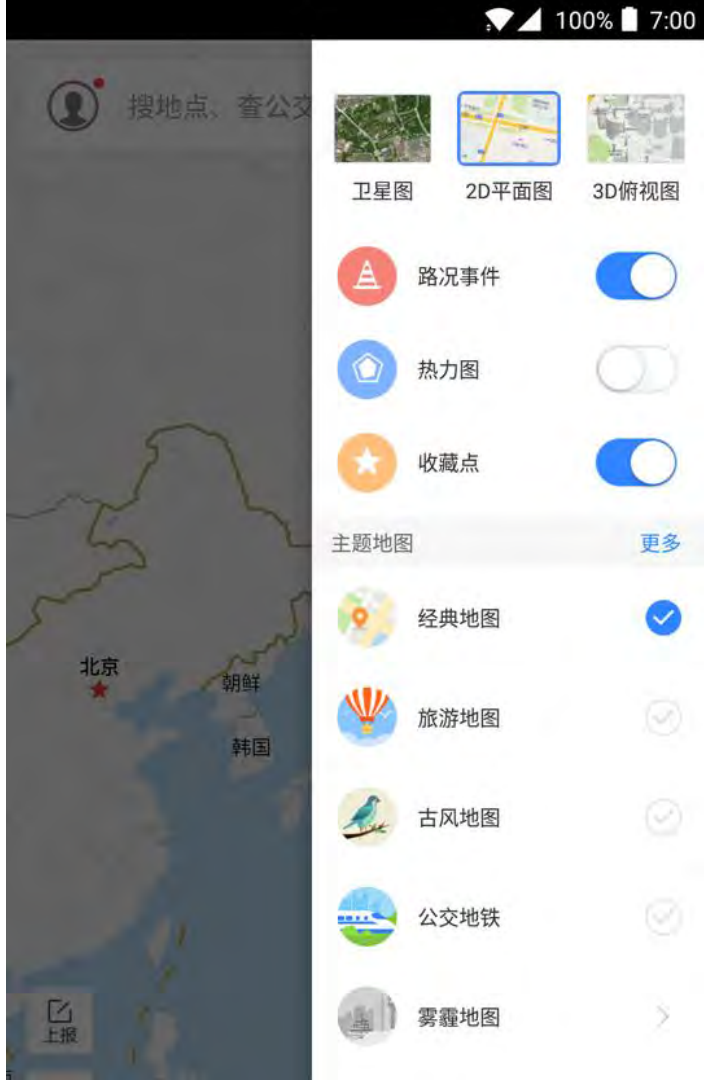 100% 7:00
搜地点、查公交
卫星图
2D平面图
3D俯视图
路况事件
热力图
收藏点
主题地图
更多
经典地图
旅游地图
古风地图
公交地铁
雾霾地图
北京
朝鲜
韩国
上报